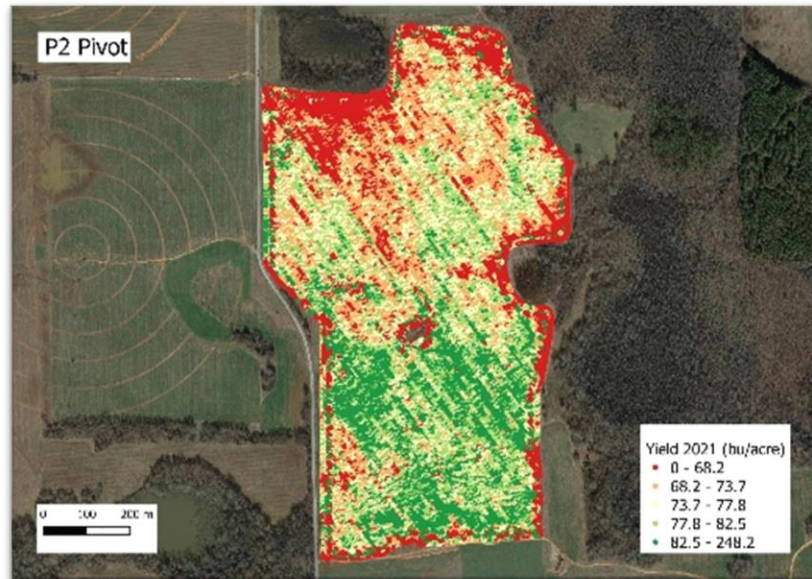 P2 Pivot
Yield 2021 (bu/acre)
0 - 68.2
68.2 - 73.7
73.7 - 77.8
77.8 - 82.5
82.5 - 248.2
0 100 200 m